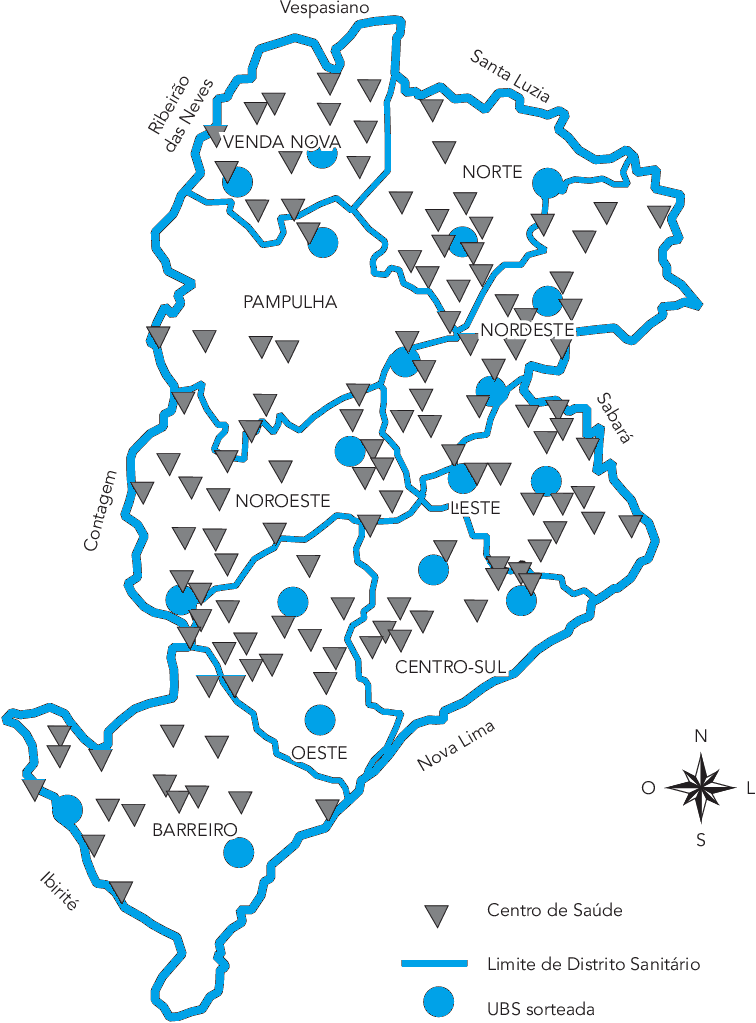 Vespasiano
Santa Luzia
Ribeirão
das Neves
VENDA NOVA
NORTE
PAMPULHA
NORDESTE
Sabará
Contagem
NOROESTE
LESTE
CENTRO-SUL
Nova Lima
OESTE
BARREIRO
Ibirité
N
O
L
S
Centro de Saúde
Limite de Distrito Sanitário
UBS sorteada